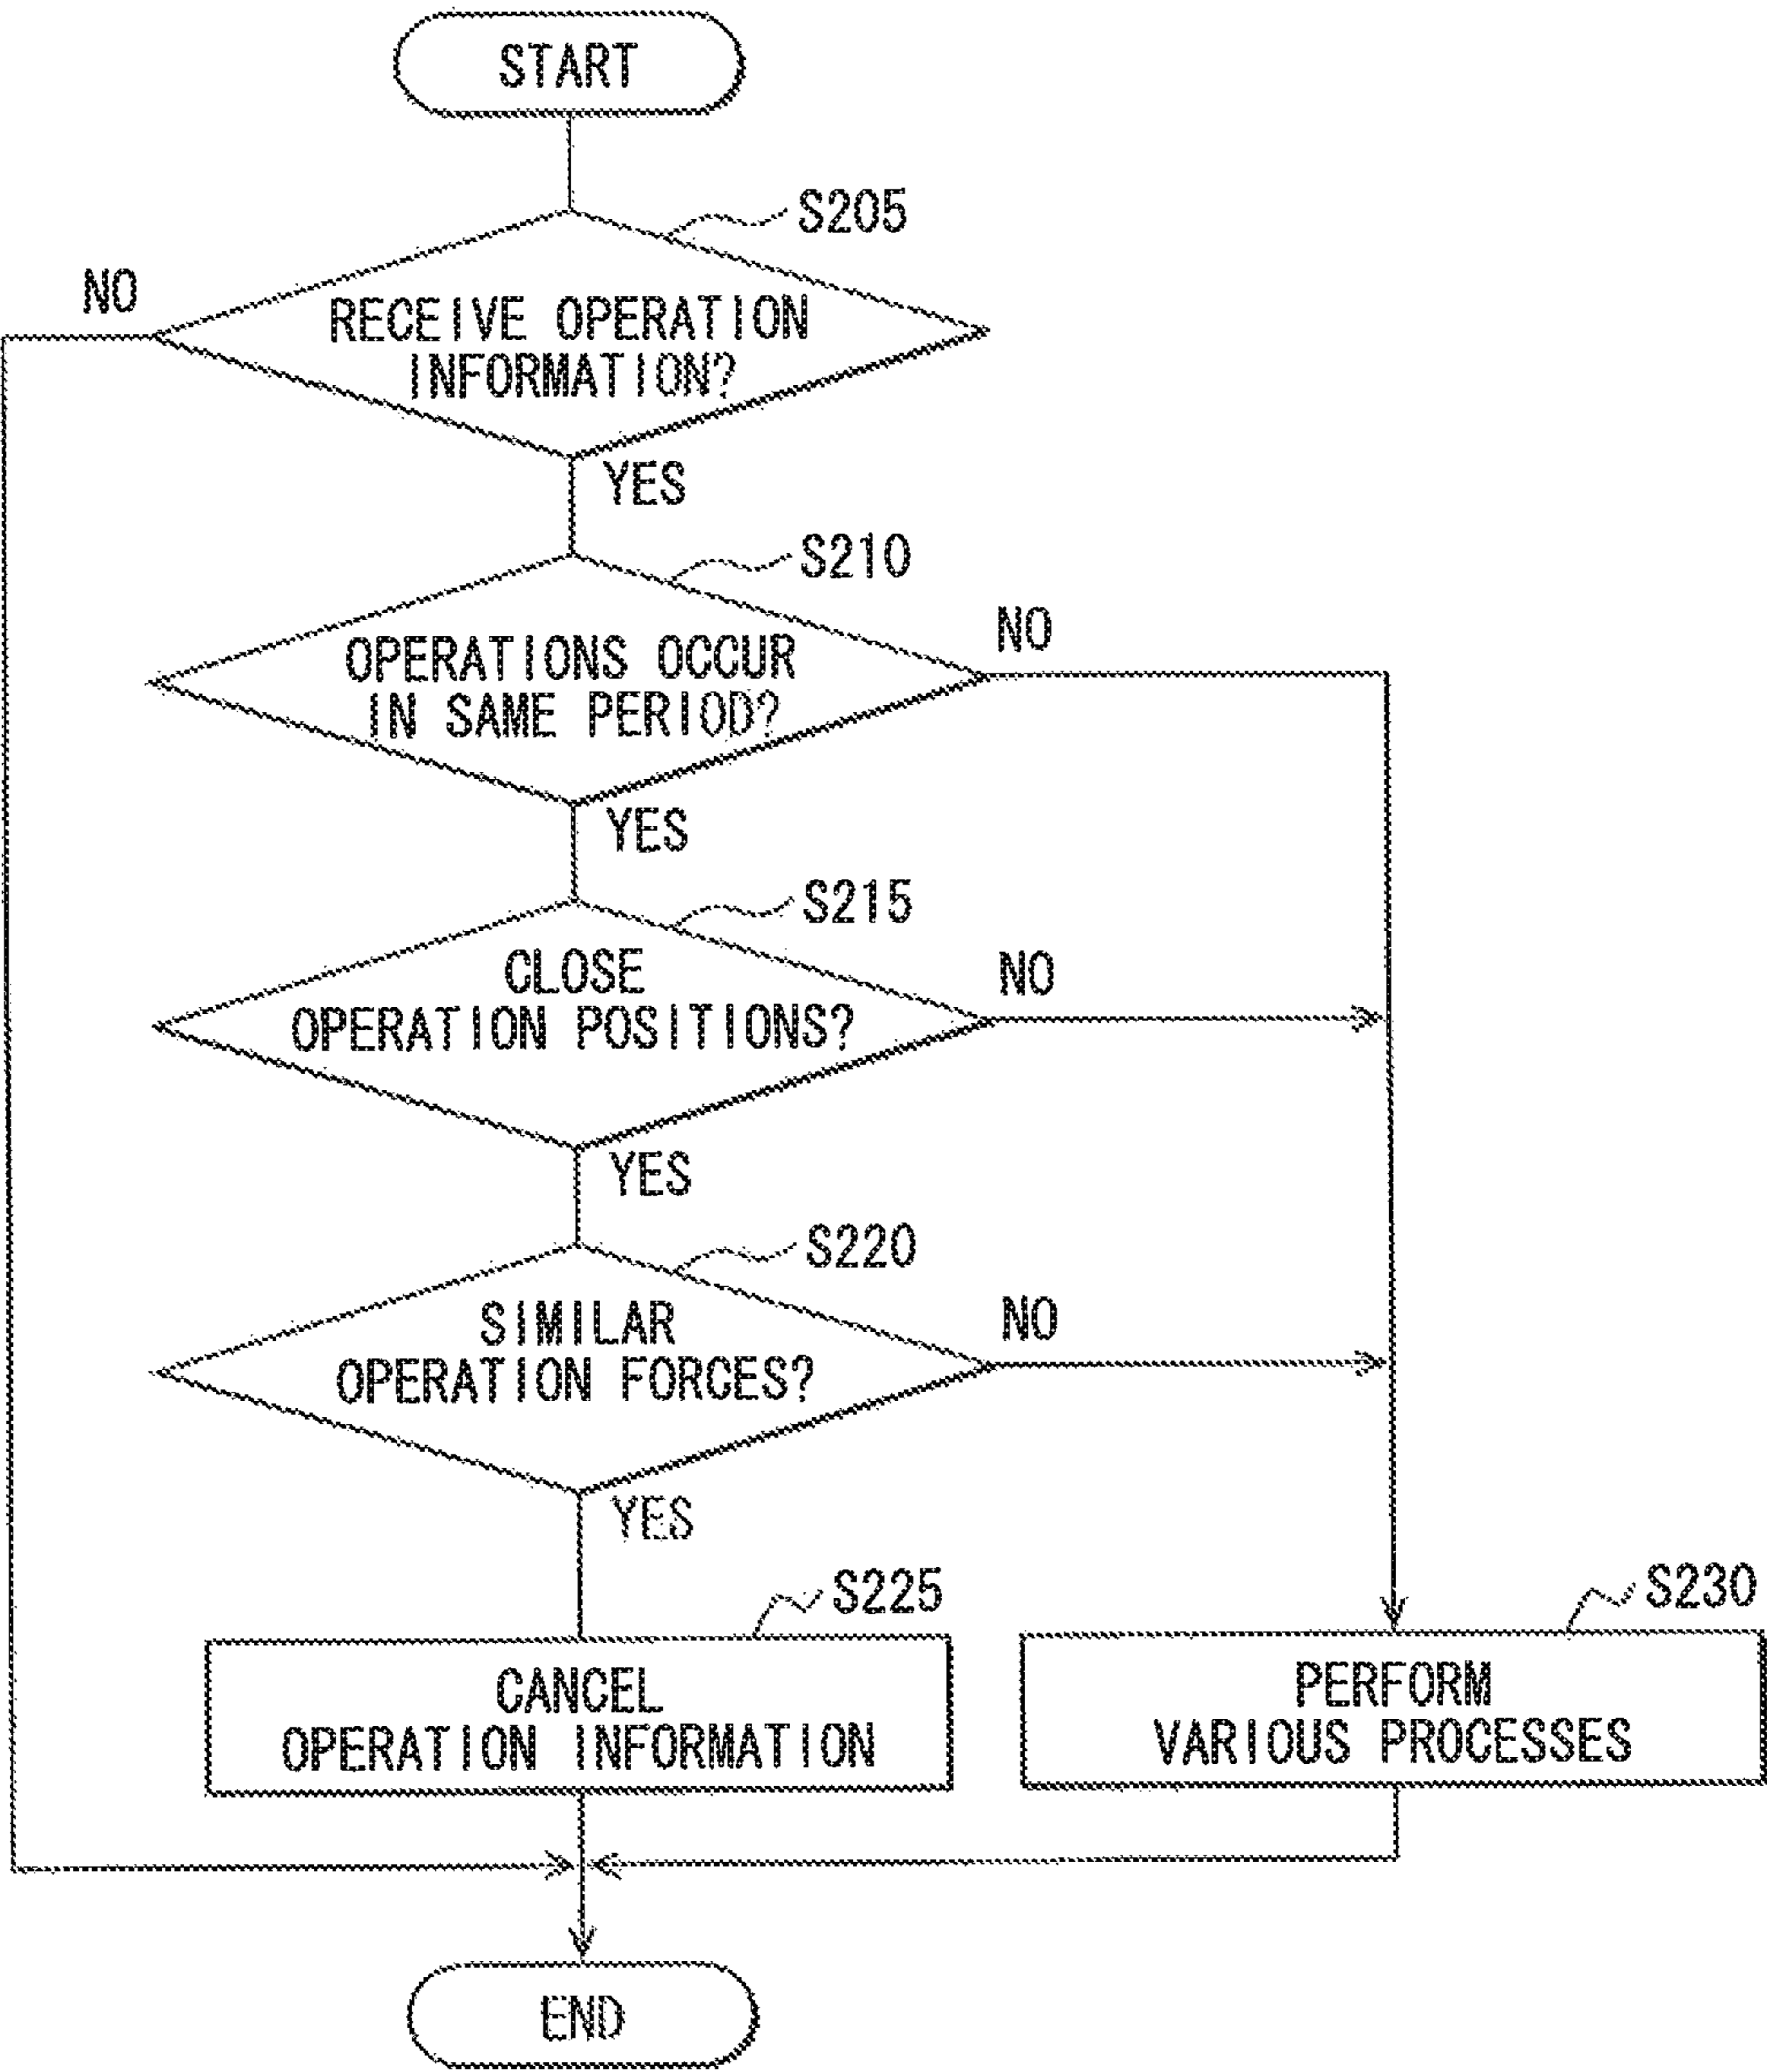 START
S205
NO
RECEIVE OPERATION
INFORMATION?
YES
S210
NO
OPERATIONS OCCUR
IN SAME PERIOD?
YES
S215
CLOSE
NO
OPERATION POSITIONS?
YES
S220
SIMILAR
NO
OPERATION FORCES?
YES
S225
S230
CANCEL
OPERATION INFORMATION
PERFORM
VARIOUS PROCESSES
END